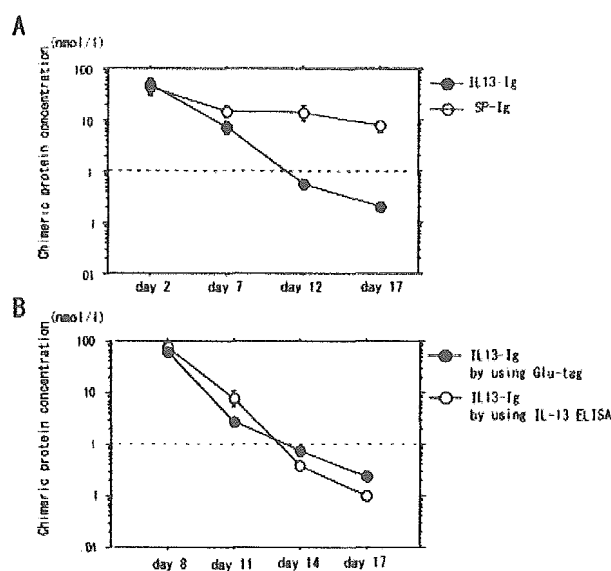 A
(nmol/l)
Chimeric protein concentration
100
10
1
.1
.01
day 2 day 7 day 12 day 17
IL13-Ig
SP-Ig
B
(nmol/l)
Chimeric protein concentration
100
10
1
.1
.01
day 8 day 11 day 14 day 17
IL13-Ig
by using Glu-tag
IL13-Ig
by using IL-13 ELISA